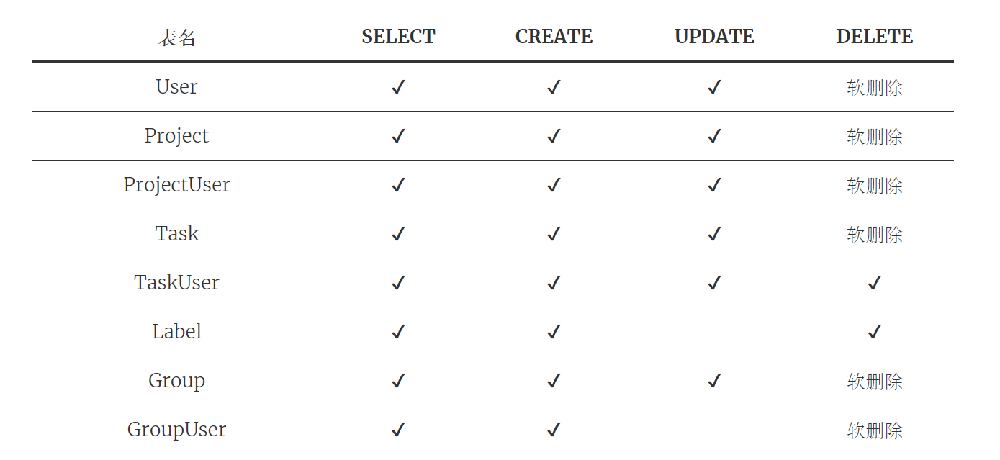 表名 SELECT CREATE UPDATE DELETE
User ✓ ✓ ✓ 软删除
Project ✓ ✓ ✓ 软删除
ProjectUser ✓ ✓ ✓ 软删除
Task ✓ ✓ ✓ 软删除
TaskUser ✓ ✓ ✓ ✓
Label ✓ ✓ ✓
Group ✓ ✓ ✓ 软删除
GroupUser ✓ ✓ 软删除